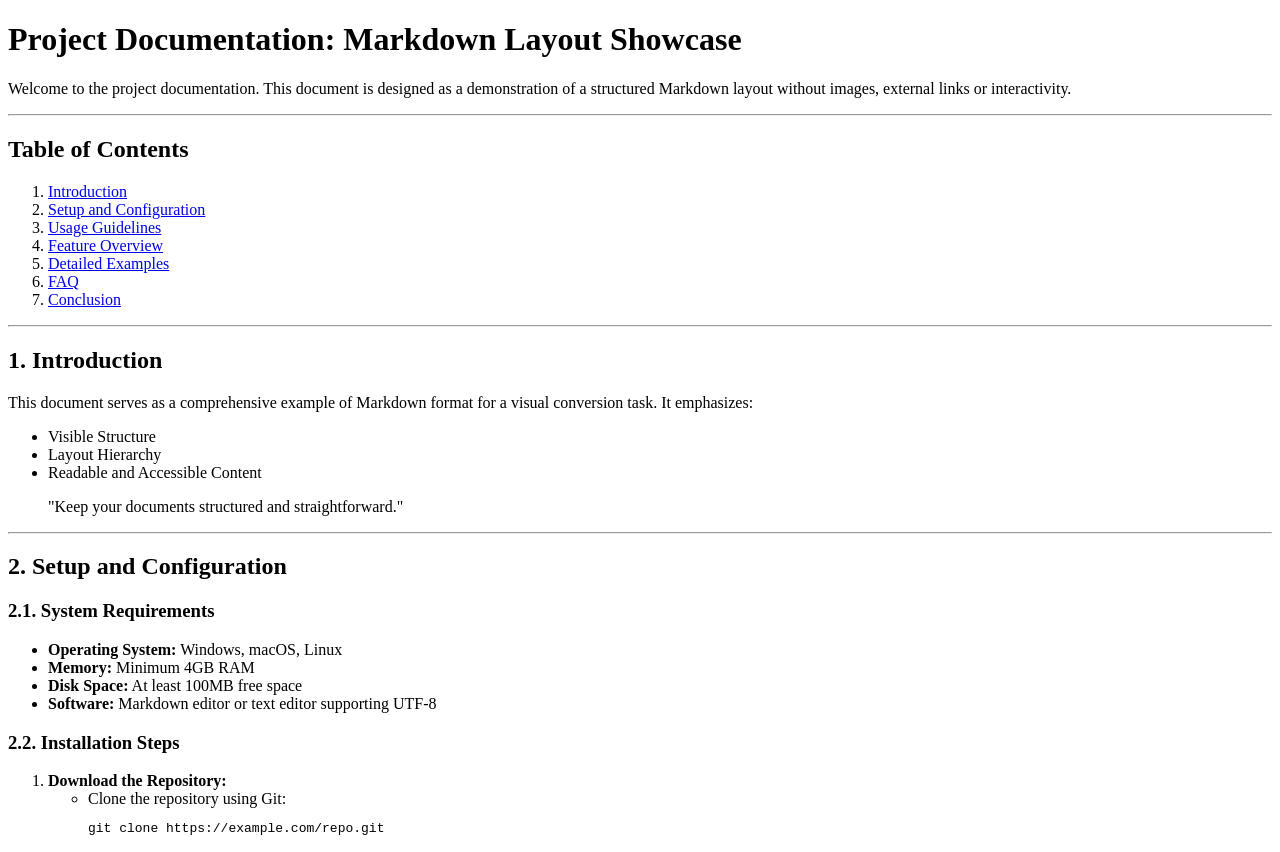 Project Documentation: Markdown Layout Showcase
Welcome to the project documentation. This document is designed as a demonstration of a structured Markdown layout without images, external links or interactivity.
Table of Contents
1. Introduction
2. Setup and Configuration
3. Usage Guidelines
4. Feature Overview
5. Detailed Examples
6. FAQ
7. Conclusion
1. Introduction
This document serves as a comprehensive example of Markdown format for a visual conversion task. It emphasizes:
• Visible Structure
• Layout Hierarchy
• Readable and Accessible Content
"Keep your documents structured and straightforward."
2. Setup and Configuration
2.1. System Requirements
• Operating System: Windows, macOS, Linux
• Memory: Minimum 4GB RAM
• Disk Space: At least 100MB free space
• Software: Markdown editor or text editor supporting UTF-8
2.2. Installation Steps
1. Download the Repository:
◦ Clone the repository using Git:
git clone https://example.com/repo.git